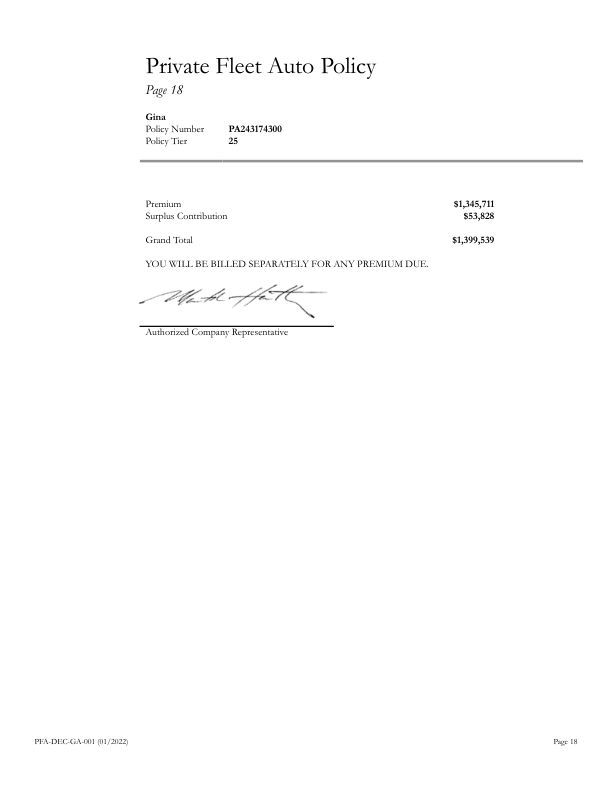 Private Fleet Auto Policy
Page 18
Gina
Policy Number PA243174300
Policy Tier 25
Premium $1,345,711
Surplus Contribution $53,828
Grand Total $1,399,539
YOU WILL BE BILLED SEPARATELY FOR ANY PREMIUM DUE.
Authorized Company Representative
PFA-DEC-GA-001 (01/2022) Page 18